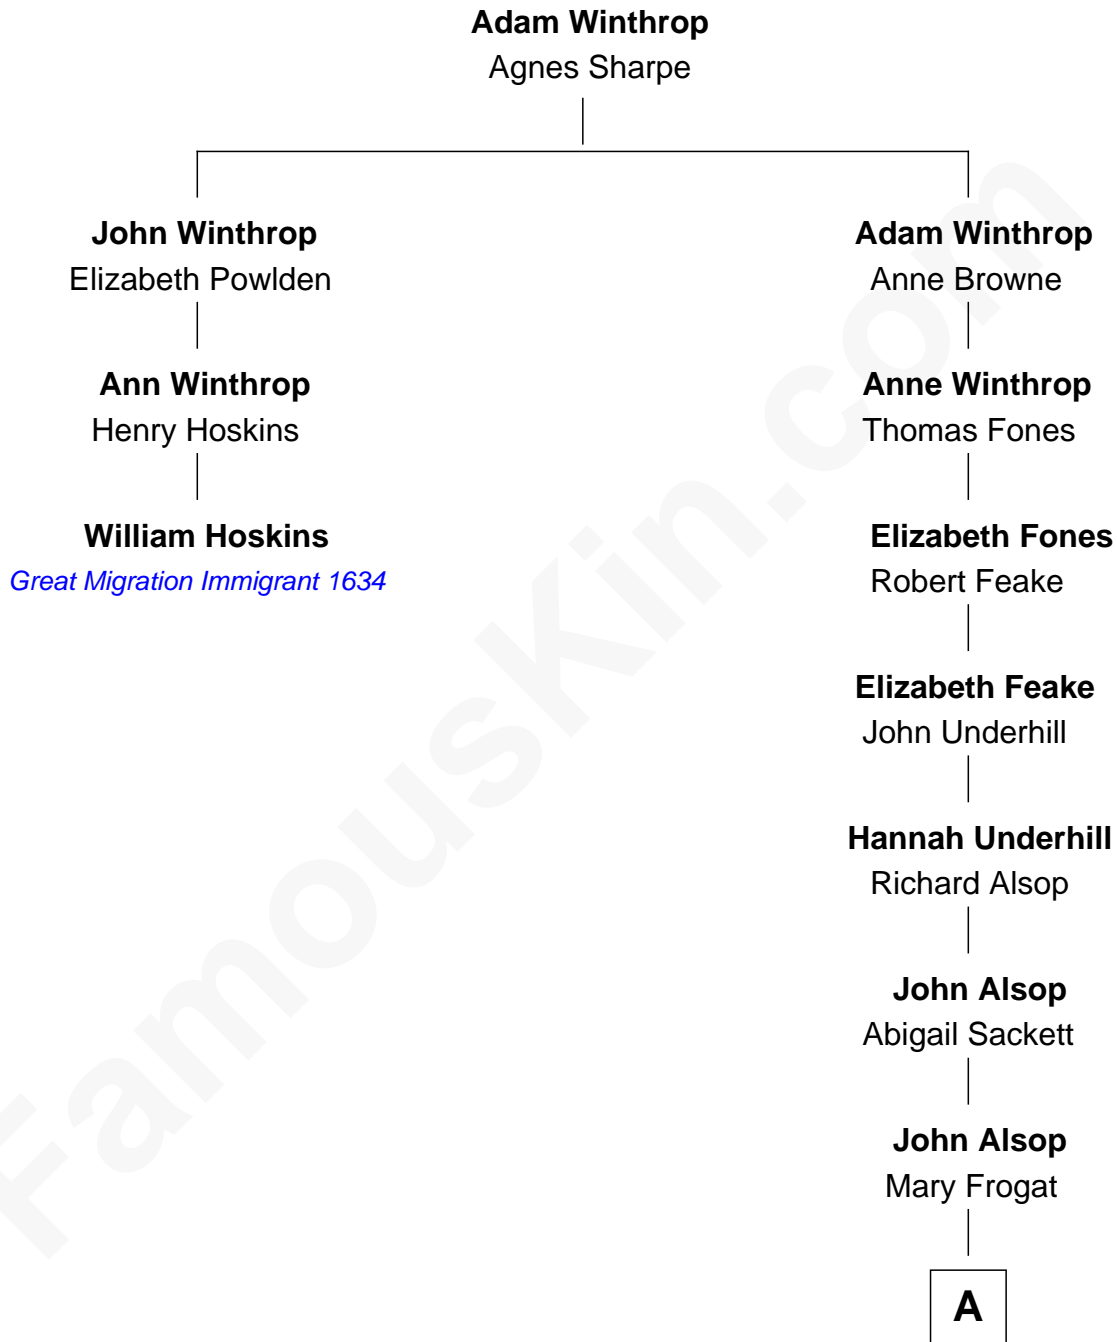 Adam Winthrop
Agnes Sharpe
John Winthrop
Elizabeth Powlden
Adam Winthrop
Anne Browne
Ann Winthrop
Henry Hoskins
Anne Winthrop
Thomas Fones
William Hoskins
Great Migration Immigrant 1634
Elizabeth Fones
Robert Feake
Elizabeth Feake
John Underhill
Hannah Underhill
Richard Alsop
John Alsop
Abigail Sackett
John Alsop
Mary Frogat
A
FamousKin.com